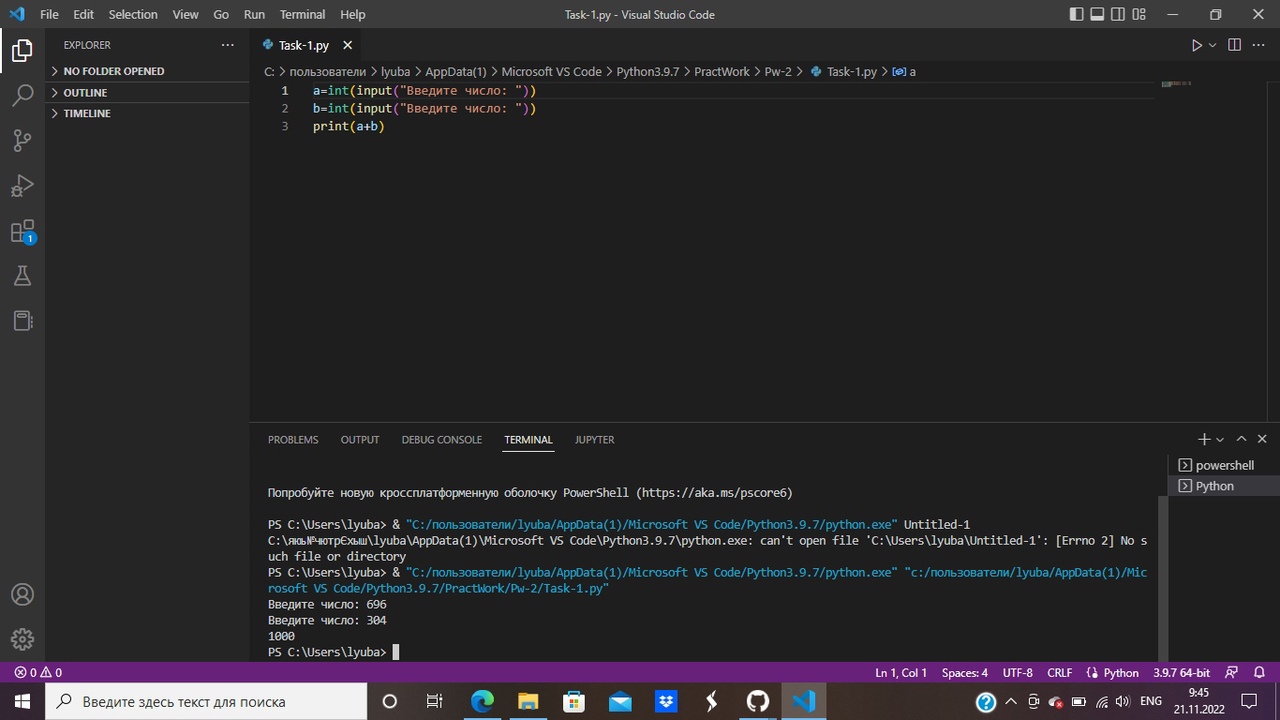 File Edit Selection View Go Run Terminal Help
Task-1.py - Visual Studio Code
EXPLORER
NO FOLDER OPENED
OUTLINE
TIMELINE
1
Task-1.py
C: > пользователи > lyuba > AppData(1) > Microsoft VS Code > Python3.9.7 > PractWork > Pw-2 > Task-1.py > a
1 a=int(input("Введите число: "))
2 b=int(input("Введите число: "))
3 print(a+b)
PROBLEMS OUTPUT DEBUG CONSOLE TERMINAL JUPYTER
powershell
Python
Попробуйте новую кроссплатформенную оболочку PowerShell (https://aka.ms/pscore6)
PS C:\Users\lyuba> & "C:/пользователи/lyuba/AppData(1)/Microsoft VS Code/Python3.9.7/python.exe" Untitled-1
C:\яюы№чютрЄхыш\lyuba\AppData(1)\Microsoft VS Code\Python3.9.7\python.exe: can't open file 'C:\Users\lyuba\Untitled-1': [Errno 2] No s
uch file or directory
PS C:\Users\lyuba> & "C:/пользователи/lyuba/AppData(1)/Microsoft VS Code/Python3.9.7/python.exe" "c:/пользователи/lyuba/AppData(1)/Mic
rosoft VS Code/Python3.9.7/PractWork/Pw-2/Task-1.py"
Введите число: 696
Введите число: 304
1000
PS C:\Users\lyuba>
0 0
Ln 1, Col 1 Spaces: 4 UTF-8 CRLF Python 3.9.7 64-bit
Введите здесь текст для поиска
ENG
9:45
21.11.2022